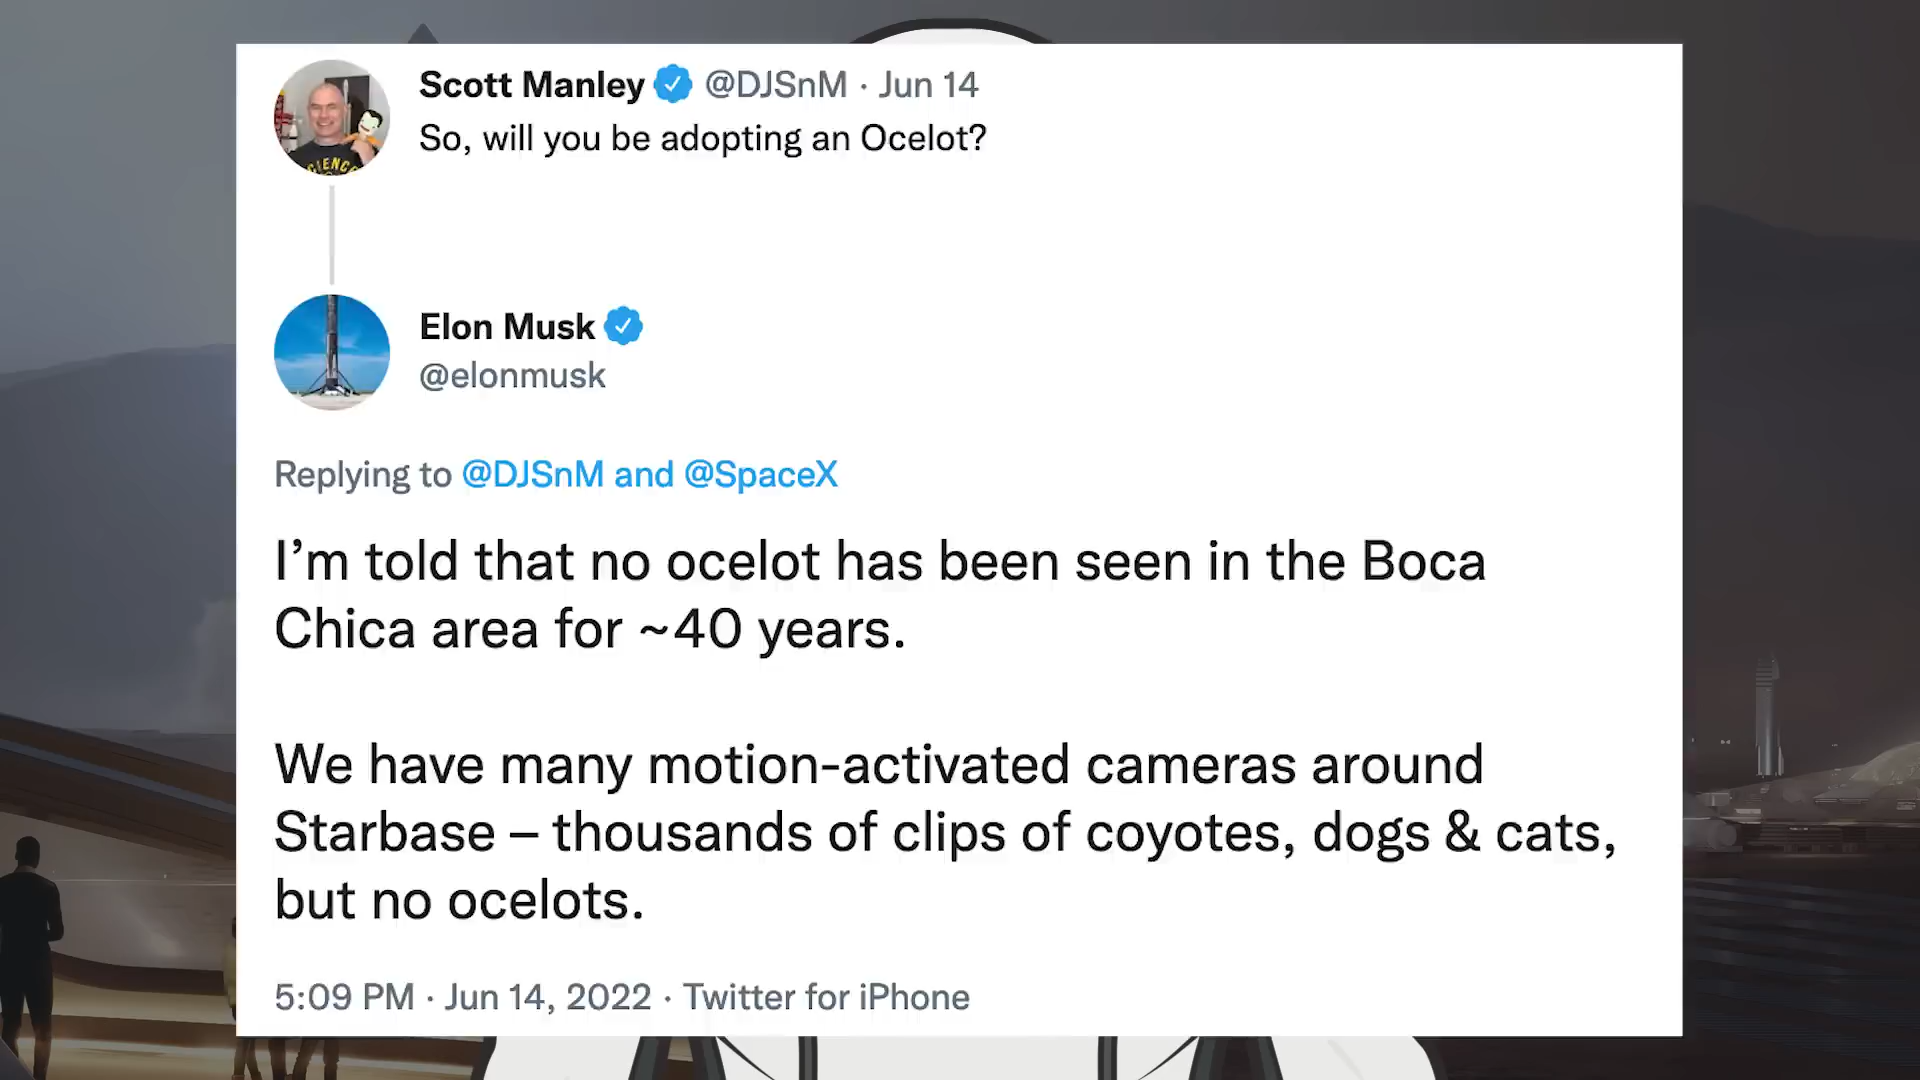 Scott Manley @DJSnM · Jun 14
So, will you be adopting an Ocelot?
SCIENC
Elon Musk
@elonmusk
Replying to @DJSnM and @SpaceX
I’m told that no ocelot has been seen in the Boca
Chica area for ~40 years.
We have many motion-activated cameras around
Starbase – thousands of clips of coyotes, dogs & cats,
but no ocelots.
5:09 PM · Jun 14, 2022 · Twitter for iPhone